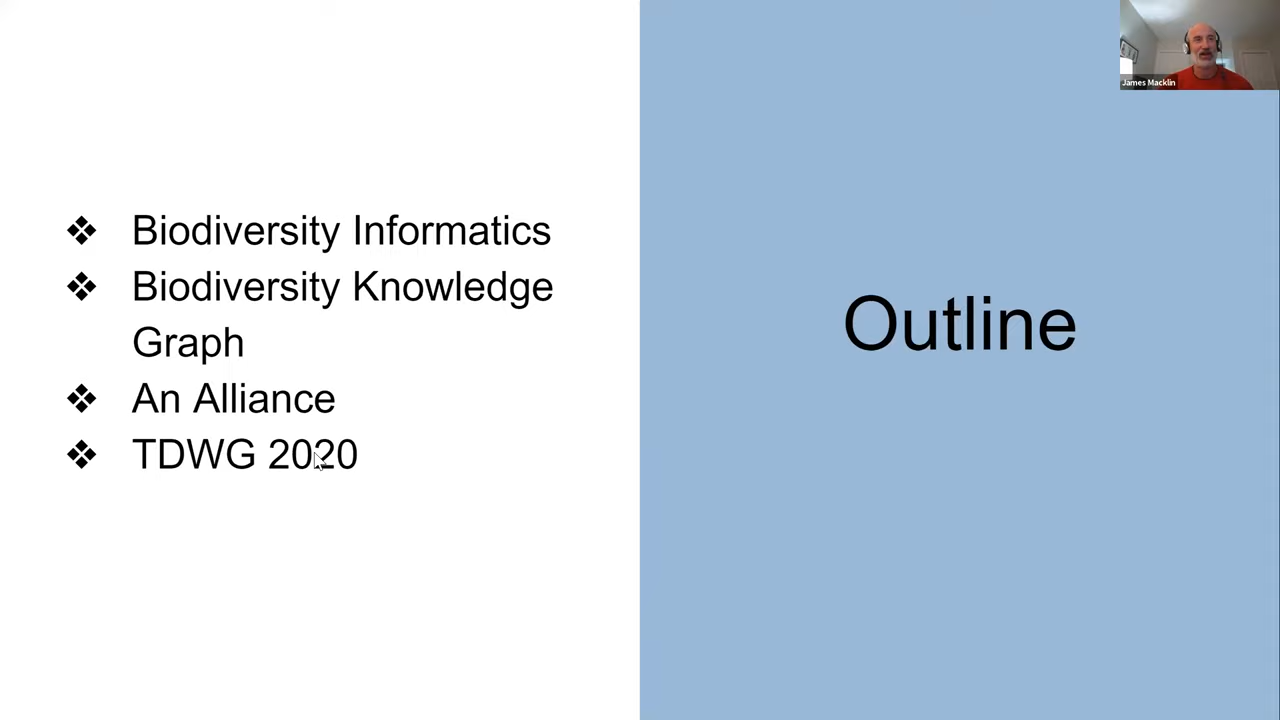 ❖ Biodiversity Informatics
❖ Biodiversity Knowledge
Graph
❖ An Alliance
❖ TDWG 2020
Outline
James Macklin